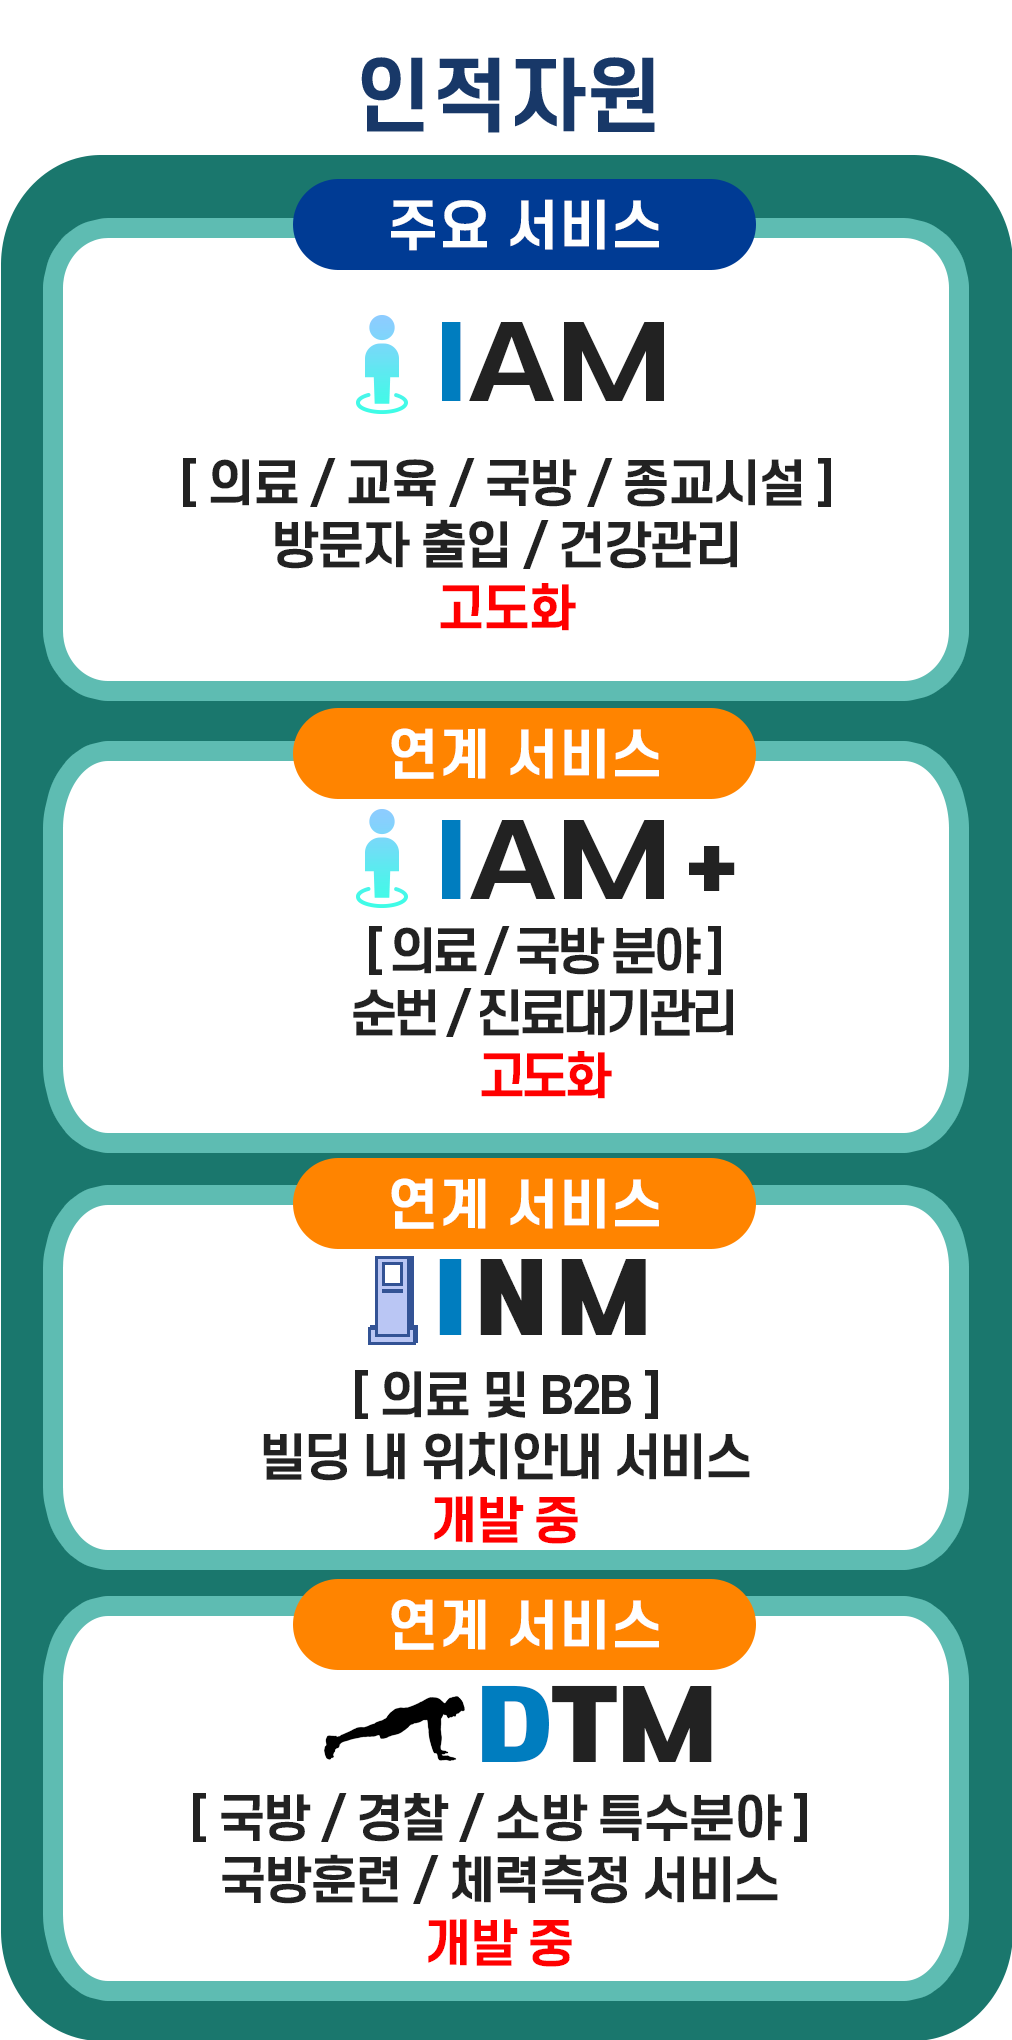 인적자원
주요 서비스
IAM
[ 의료 / 교육 / 국방 / 종교시설 ]
방문자 출입 / 건강관리
고도화
연계 서비스
IAM +
[ 의료 / 국방 분야 ]
순번 / 진료대기관리
고도화
연계 서비스
INM
[ 의료 및 B2B ]
빌딩 내 위치안내 서비스
개발 중
연계 서비스
DTM
[ 국방 / 경찰 / 소방 특수분야 ]
국방훈련 / 체력측정 서비스
개발 중